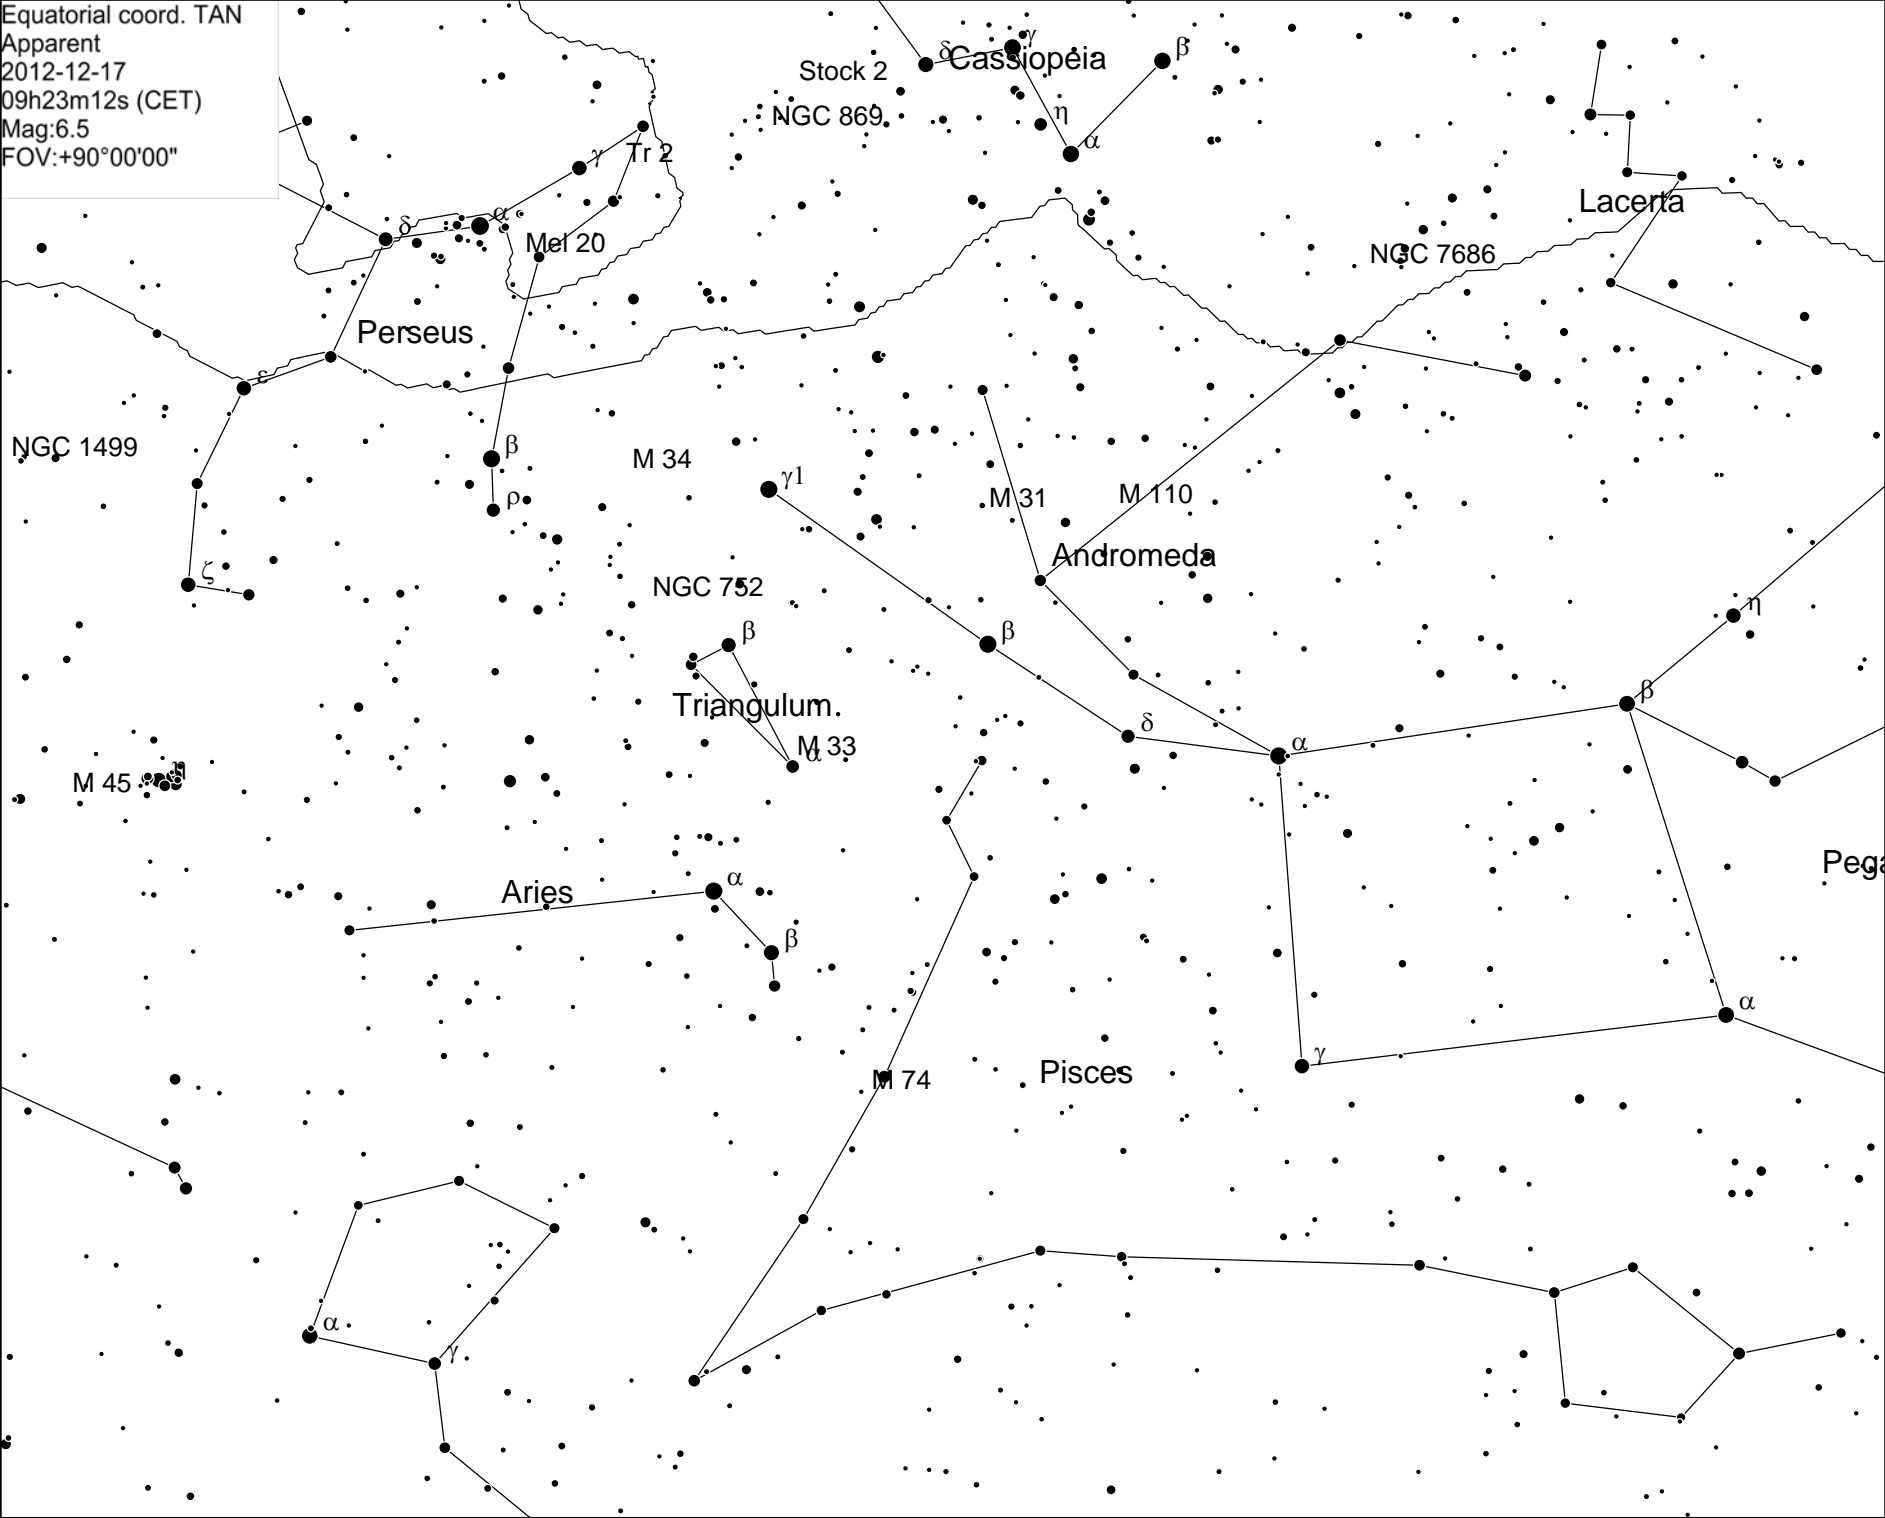 Equatorial coord. TAN
Apparent
2012-12-17
09h23m12s (CET)
Mag:6.5
FOV:+90°00'00"
γ
δ
Cassiopeia
β
Stock 2
NGC 869
η
α
γ
Tr 2
Lacerta
α
δ
Mel 20
NGC 7686
Perseus
ε
NGC 1499
β
M 34
γ1
ρ
M 31
M 110
Andromeda
ζ
NGC 752
η
β
β
β
Triangulum
δ
α
M 33
α
M 45
η
Pega
α
Aries
β
α
γ
Pisces
M 74
α
γ